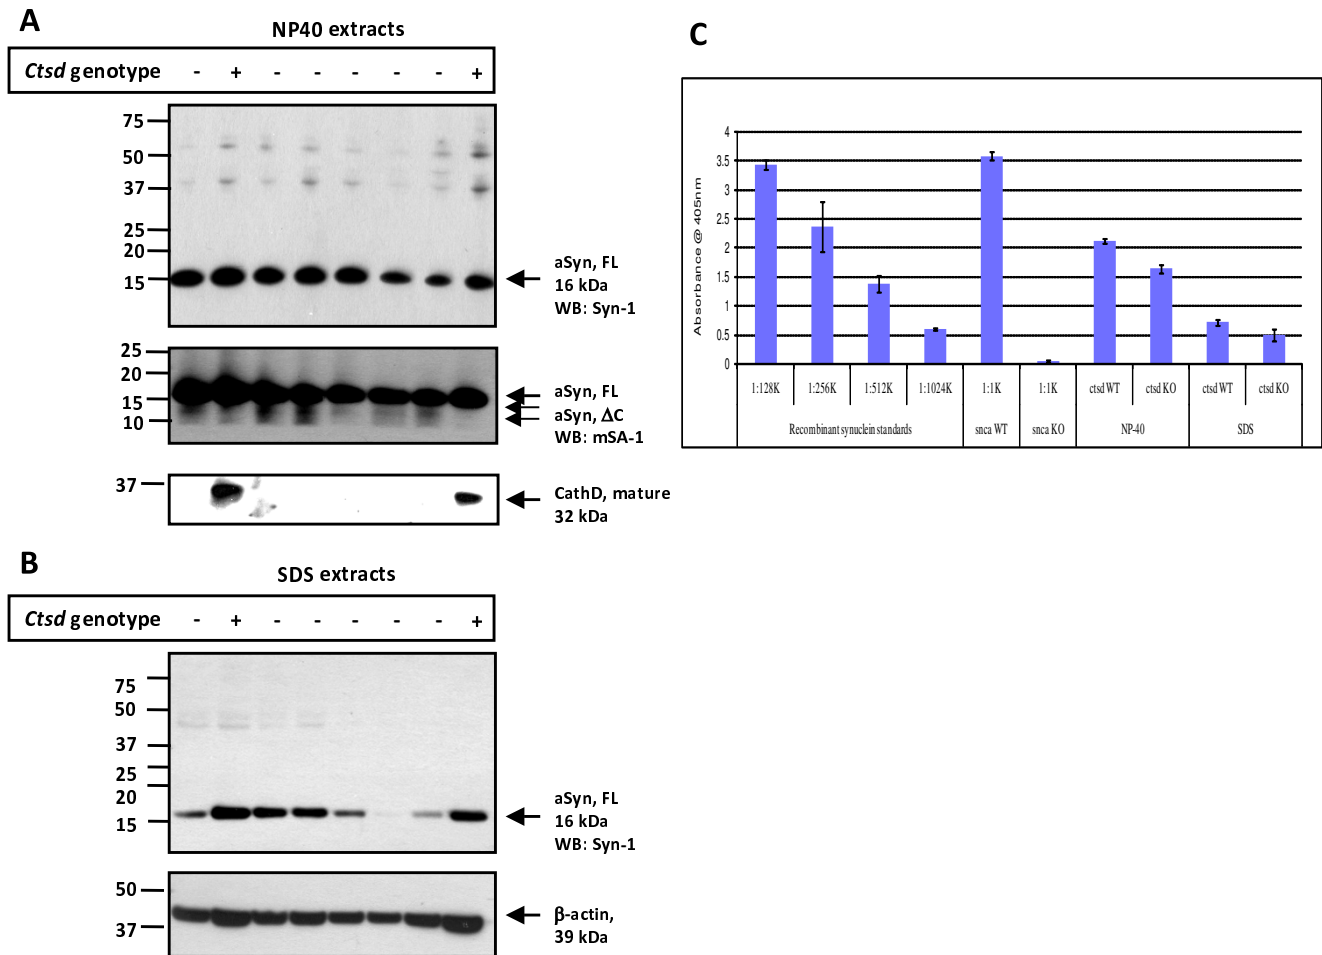 A
NP40 extracts
Ctsd genotype - + - - - - - +
75
50
37
25
20
15
aSyn, FL
16 kDa
WB: Syn-1
25
20
15
10
aSyn, FL
aSyn, ΔC
WB: mSA-1
37
CathD, mature
32 kDa
B
SDS extracts
Ctsd genotype - + - - - - - +
75
50
37
25
20
15
aSyn, FL
16 kDa
WB: Syn-1
50
37
β-actin,
39 kDa
C
Absorbance @ 405nm
4
3.5
3
2.5
2
1.5
1
0.5
0
1:128K 1:256K 1:512K 1:1024K 1:1K 1:1K ctsd WT ctsd KO ctsd WT ctsd KO
Recombinant synuclein standards snca WT snca KO NP-40 SDS